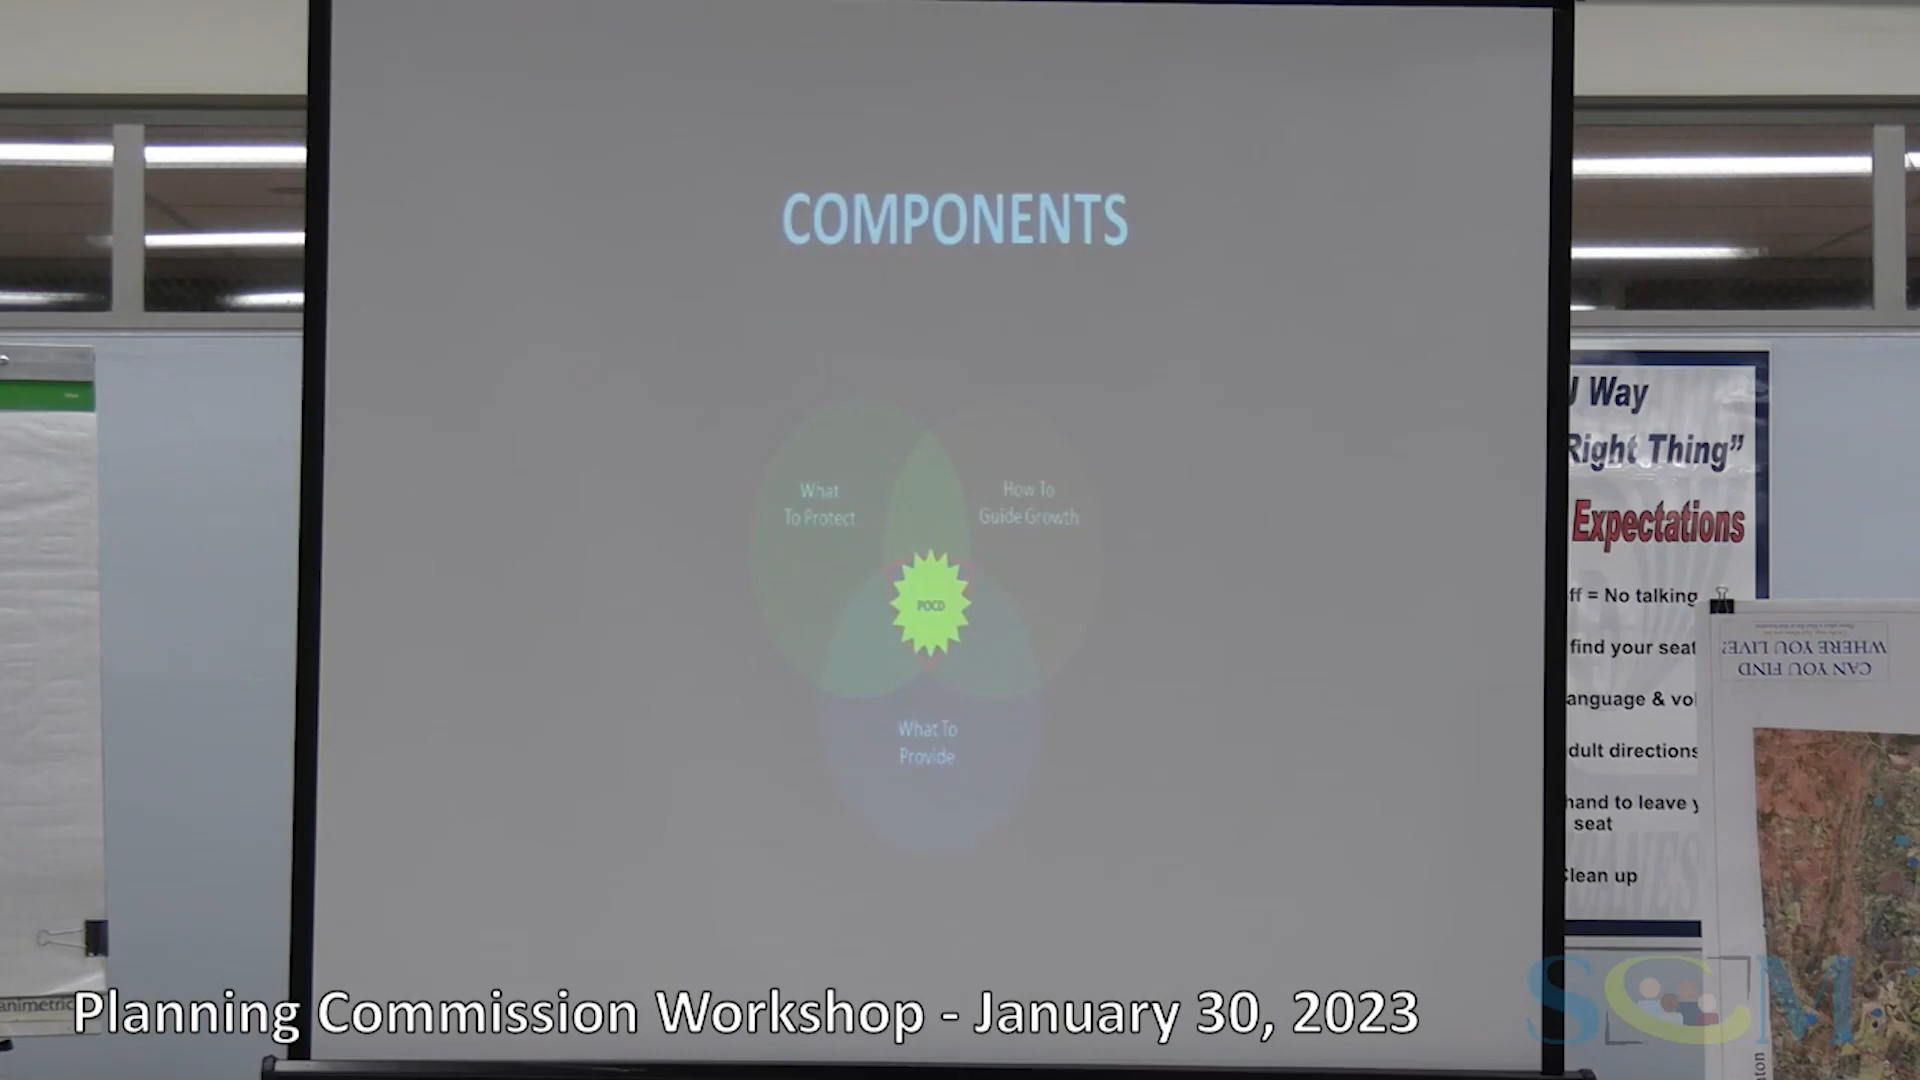 COMPONENTS
What
To Protect
How To
Guide Growth
POCD
What To
Provide
Way
Right Thing”
Expectations
ff = No talking
find your seat
anguage & vo
dult directions
hand to leave y
seat
Clean up
CAN YOU FIND
WHERE YOU LIVE?
Planning Commission Workshop - January 30, 2023
SCM